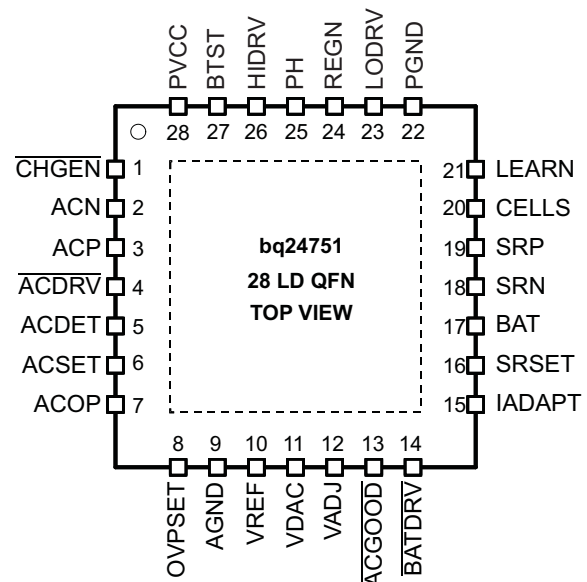 PVCC
BTST
HIDRV
PH
REGN
LODRV
PGND
28 27 26 25 24 23 22
CHGEN 1
ACN 2
ACP 3
ACDRV 4
ACDET 5
ACSET 6
ACOP 7
bq24751
28 LD QFN
TOP VIEW
21 LEARN
20 CELLS
19 SRP
18 SRN
17 BAT
16 SRSET
15 IADAPT
8 9 10 11 12 13 14
OVPSET
AGND
VREF
VDAC
VADJ
ACGOOD
BATDRV